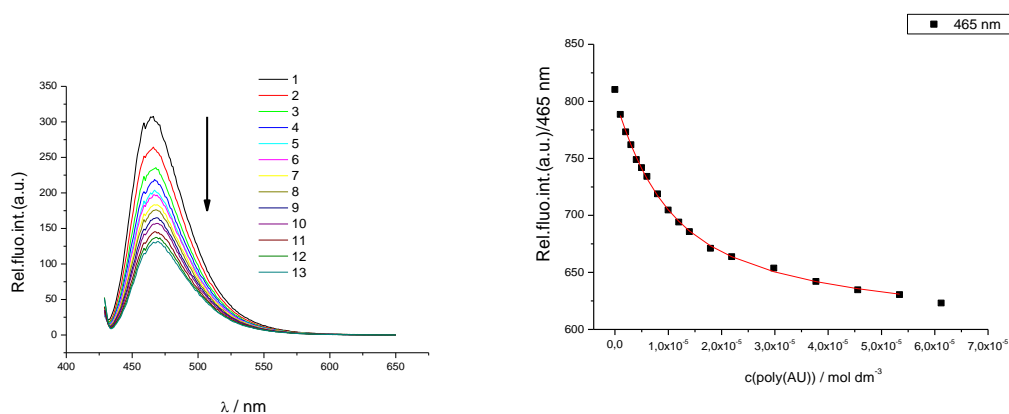 Rel.fluo.int.(a.u.)
350
300
250
200
150
100
50
0
400
450
500
550
600
650
λ / nm
1
2
3
4
5
6
7
8
9
10
11
12
13
465 nm
Rel.fluo.int.(a.u.)/465 nm
850
800
750
700
650
600
0,0
1,0x10⁻⁵
2,0x10⁻⁵
3,0x10⁻⁵
4,0x10⁻⁵
5,0x10⁻⁵
6,0x10⁻⁵
7,0x10⁻⁵
c(poly(AU)) / mol dm⁻³